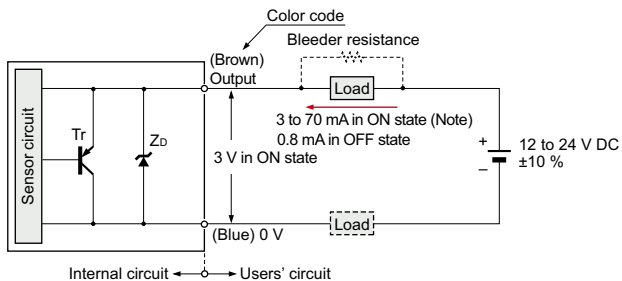 Color code
Bleeder resistance
(Brown)
Output
Load
3 to 70 mA in ON state (Note)
0.8 mA in OFF state
Sensor circuit
Tr
ZD
3 V in ON state
+
12 to 24 V DC
±10 %
−
(Blue) 0 V
Load
Internal circuit
Users' circuit